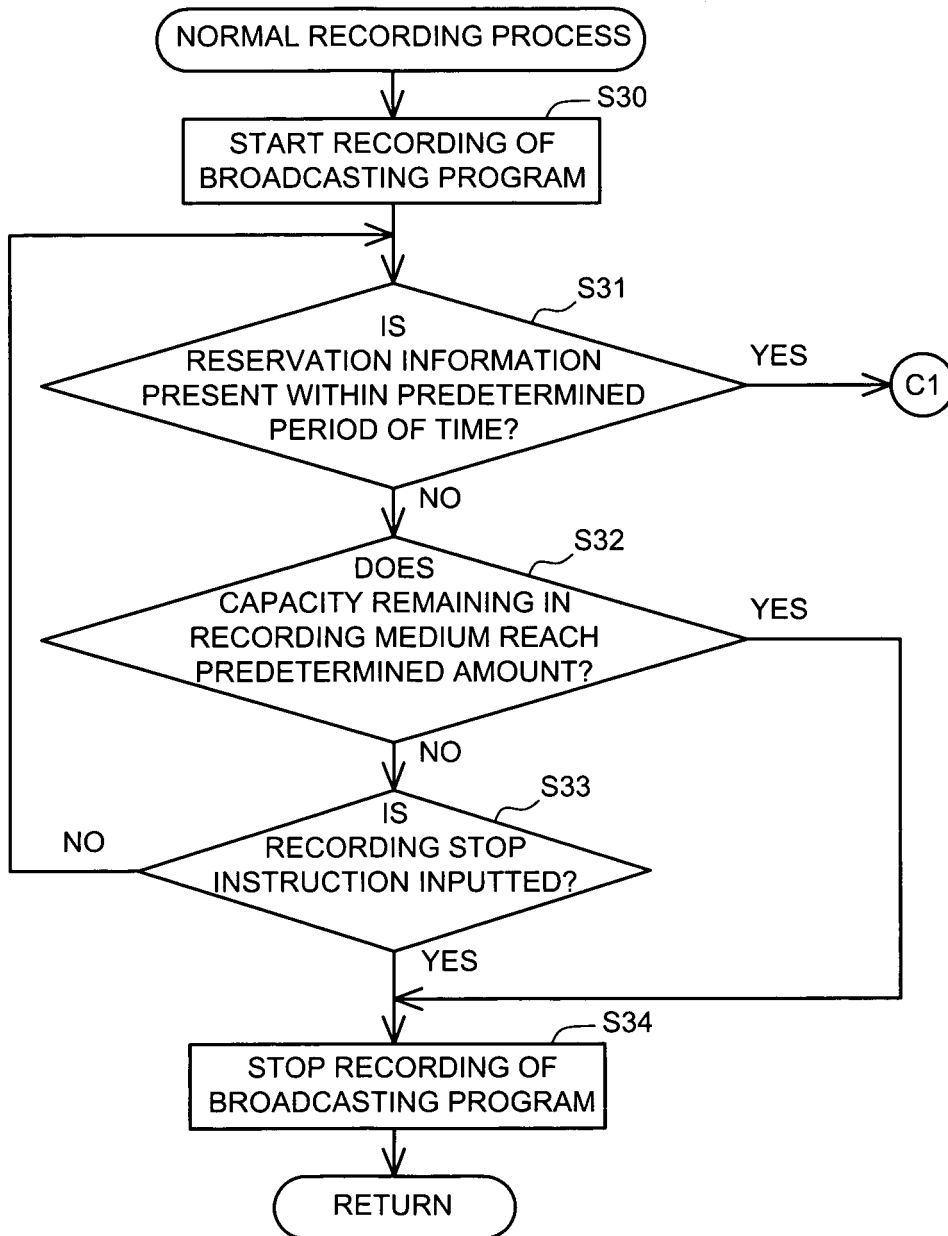 NORMAL RECORDING PROCESS
S30
START RECORDING OF
BROADCASTING PROGRAM
S31
IS
RESERVATION INFORMATION
PRESENT WITHIN PREDETERMINED
PERIOD OF TIME?
YES
C1
NO
S32
DOES
CAPACITY REMAINING IN
RECORDING MEDIUM REACH
PREDETERMINED AMOUNT?
YES
NO
S33
IS
RECORDING STOP
INSTRUCTION INPUTTED?
NO
YES
S34
STOP RECORDING OF
BROADCASTING PROGRAM
RETURN